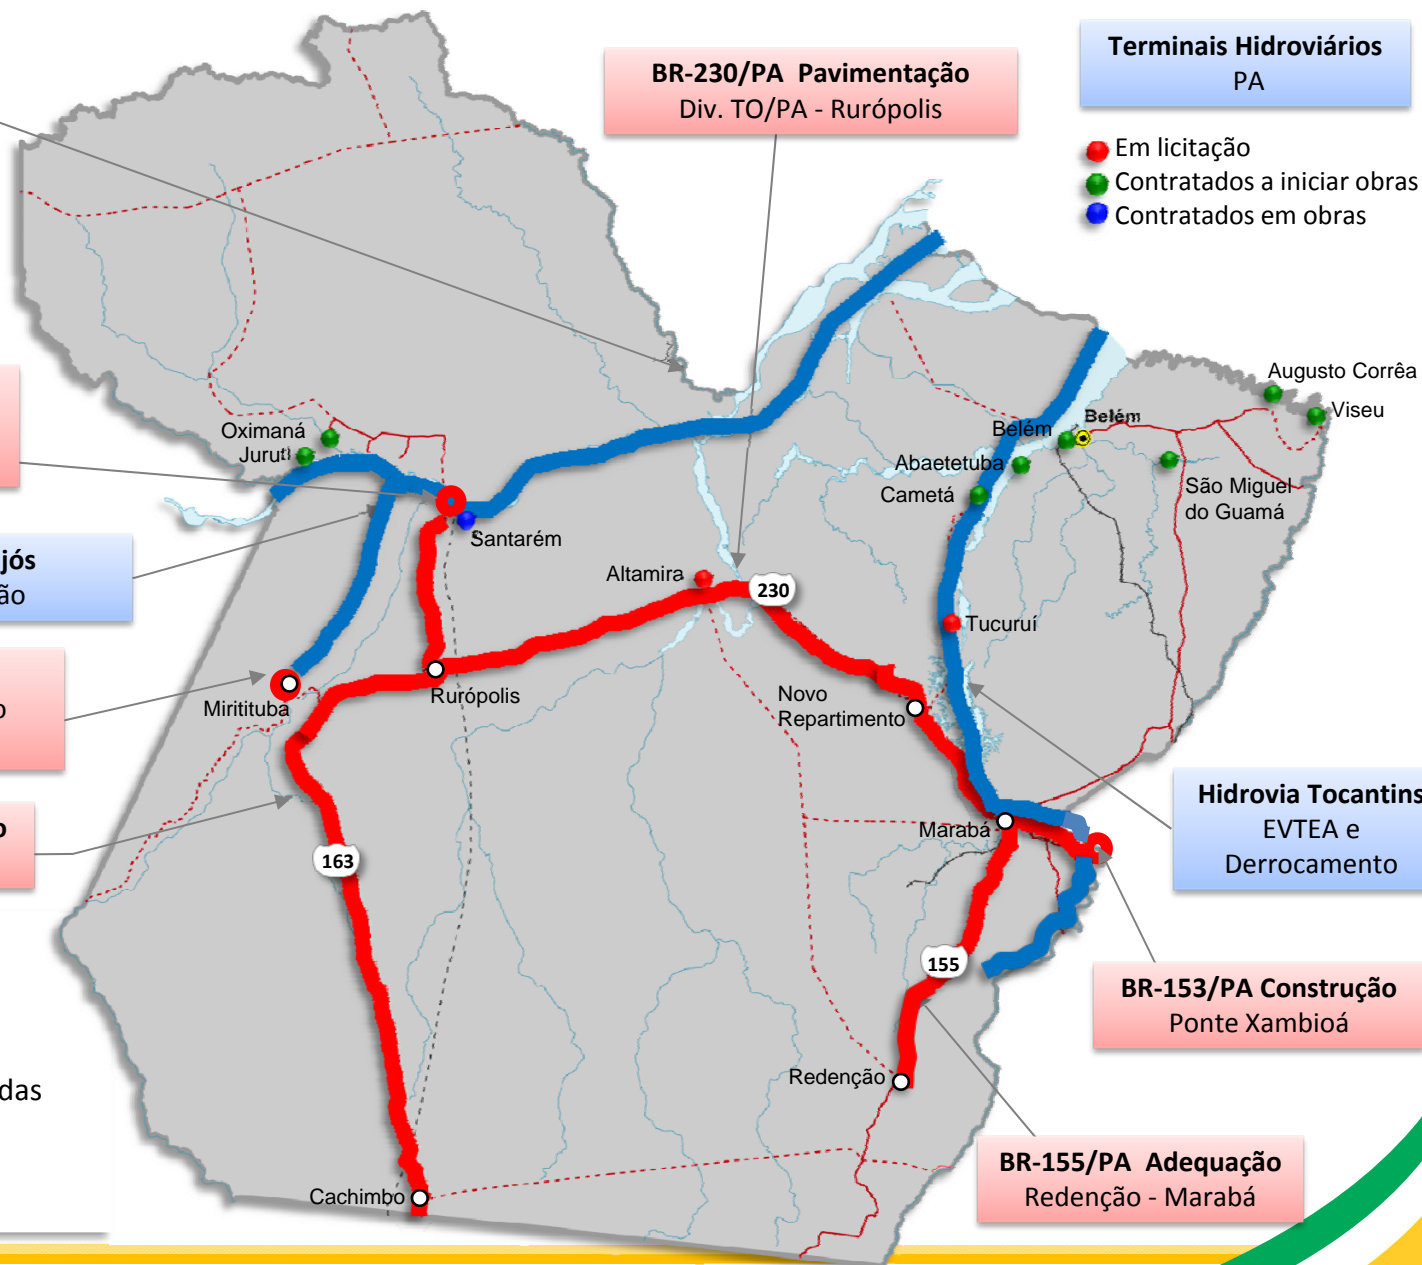 BR-230/PA Pavimentação
Div. TO/PA - Rurópolis
Terminais Hidroviários
PA
Em licitação
Contratados a iniciar obras
Contratados em obras
Augusto Corrêa
Viseu
Belém
Belém
Oximaná
Juruti
Abaetetuba
Cametá
São Miguel
do Guamá
Santarém
jós
ão
Altamira
230
Tucuruí
Rurópolis
Novo
Repartimento
Miritituba
o
Hidrovia Tocantins
EVTEA e
Derrocamento
o
Marabá
163
155
BR-153/PA Construção
Ponte Xambioá
Redenção
das
BR-155/PA Adequação
Redenção - Marabá
Cachimbo